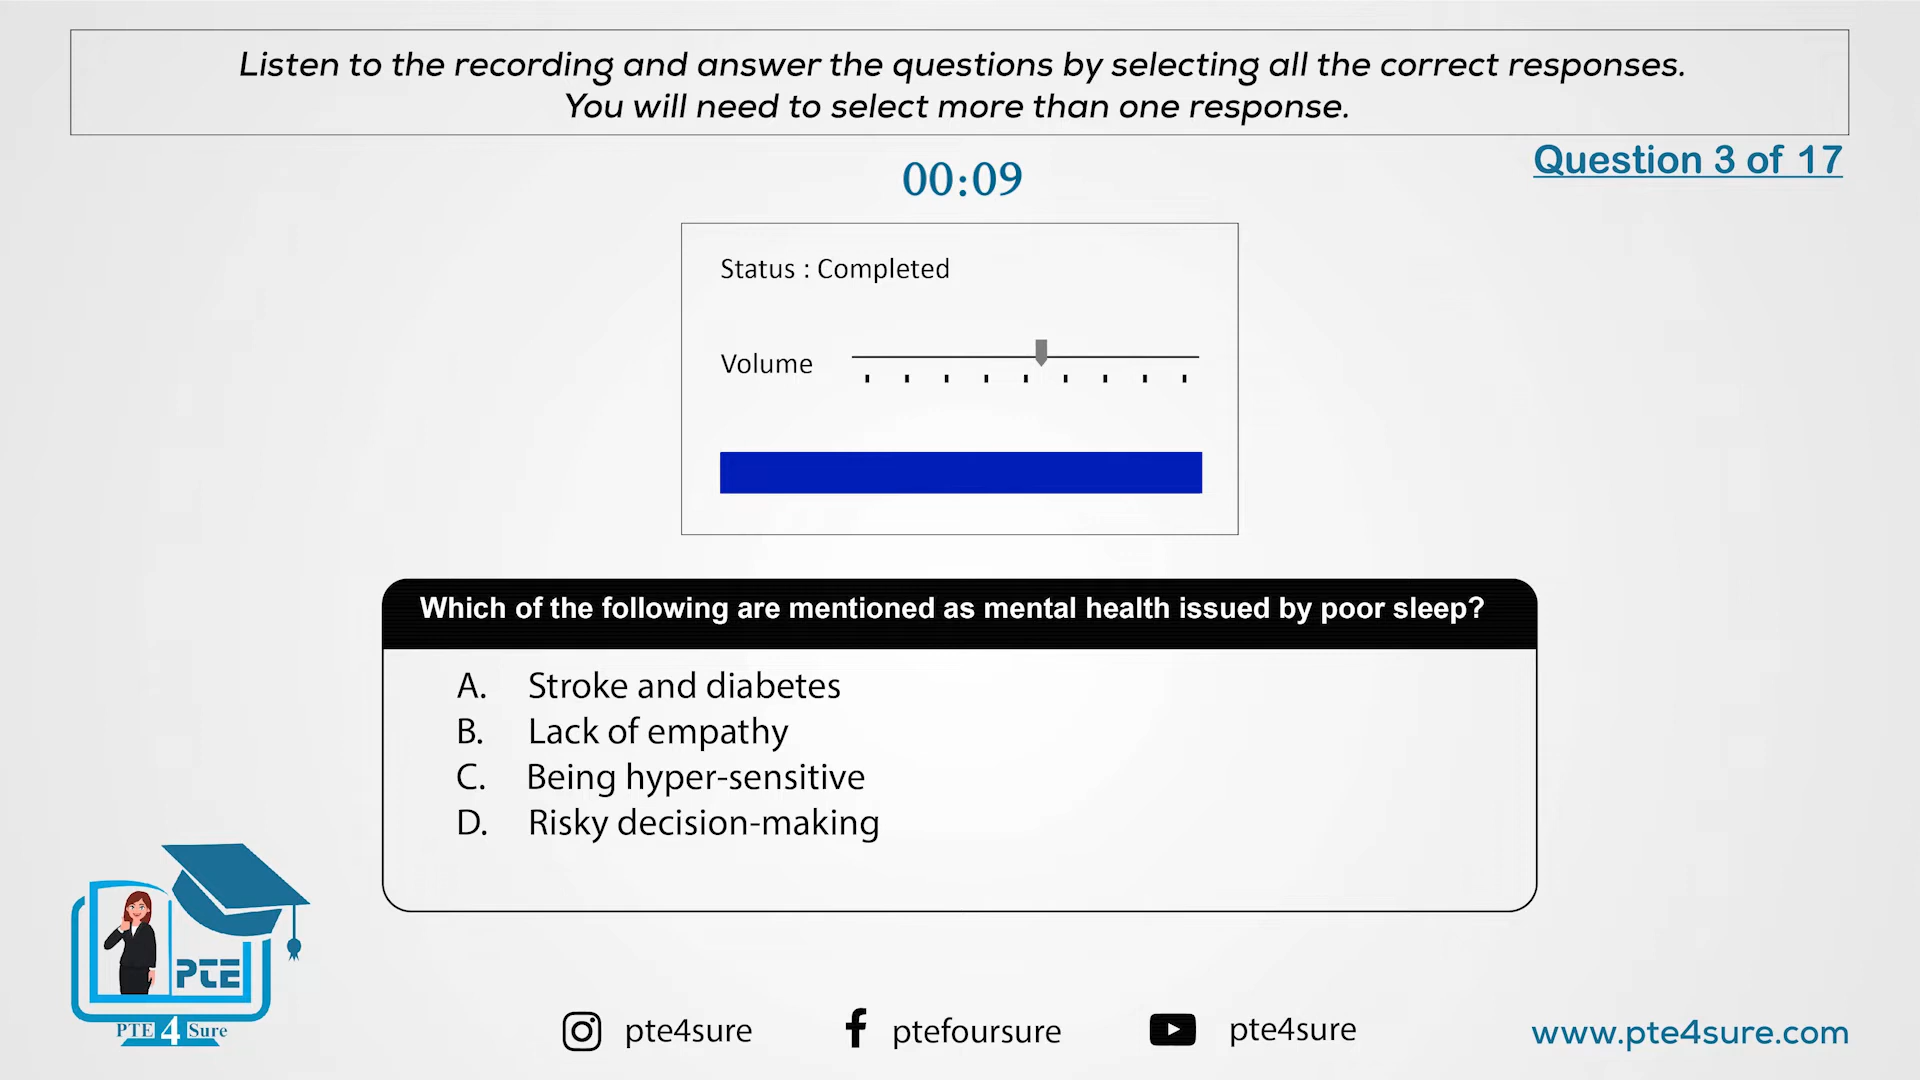 Listen to the recording and answer the questions by selecting all the correct responses.
You will need to select more than one response.
Question 3 of 17
00:09
Status : Completed
Volume
Which of the following are mentioned as mental health issued by poor sleep?
A. Stroke and diabetes
B. Lack of empathy
C. Being hyper-sensitive
D. Risky decision-making
PTE
PTE 4 Sure
pte4sure
ptefoursure
pte4sure
www.pte4sure.com